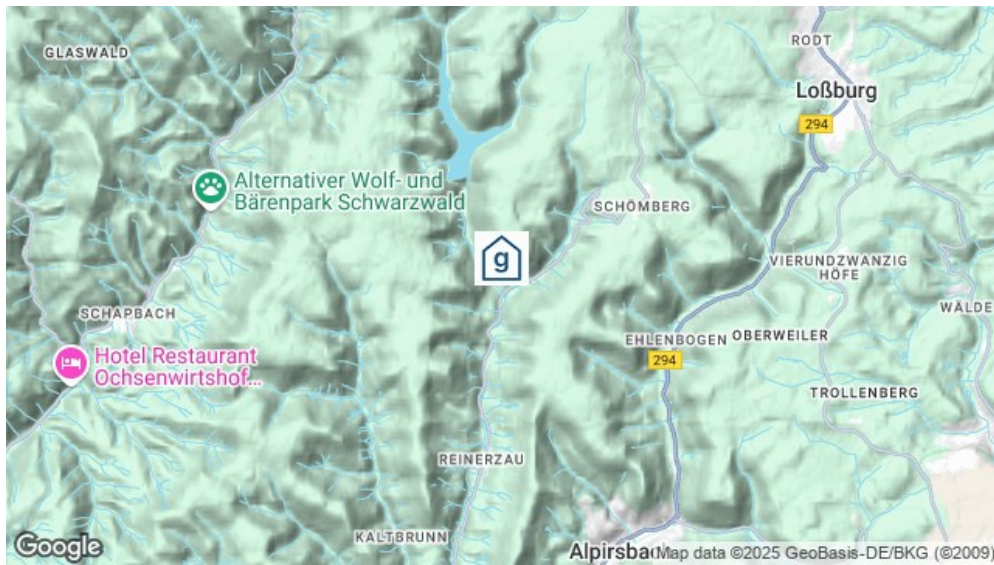 GLASWALD
RODT
Loßburg
294
Alternativer Wolf- und
Bärenpark Schwarzwald
SCHÖMBERG
g
VIERUNDZWANZIG
HÖFE
SCHAPBACH
WÄLDE
EHLENBOGEN
OBERWEILER
Hotel Restaurant
Ochsenwirtshof...
294
TROLLENBERG
REINERZAU
KALTBRUNN
Google
Alpirsbac
Map data ©2025 GeoBasis-DE/BKG (©2009)